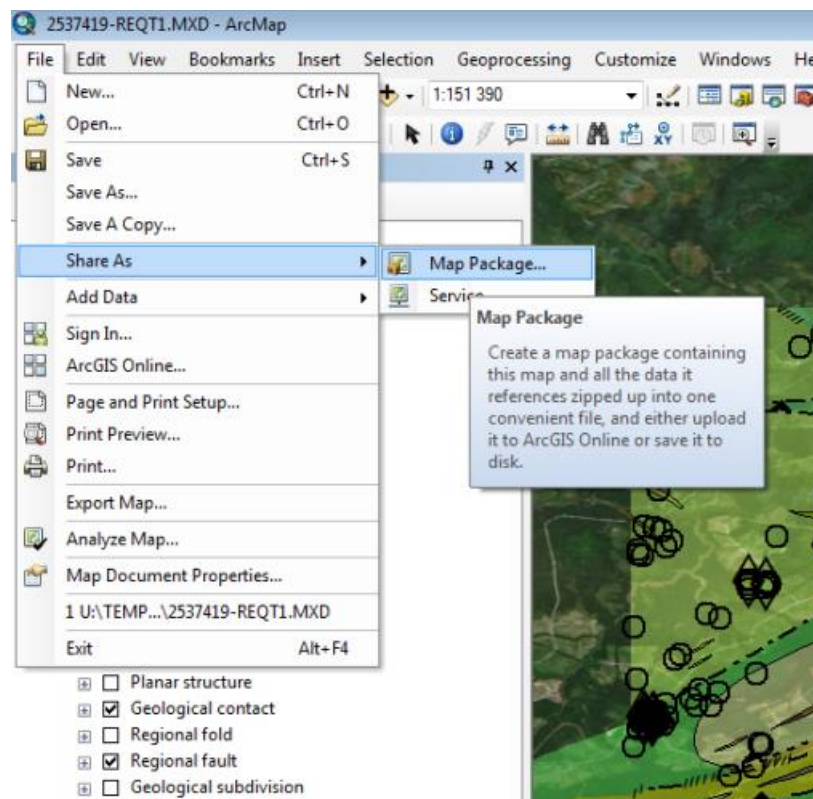 2537419-REQT1.MXD - ArcMap
File Edit View Bookmarks Insert Selection Geoprocessing Customize Windows He
New... Ctrl+N
1:151 390
Open... Ctrl+O
Save Ctrl+S
Save As...
Save A Copy...
Share As
Map Package...
Add Data
Service
Map Package
Create a map package containing
this map and all the data it
references zipped up into one
convenient file, and either upload
it to ArcGIS Online or save it to
disk.
Sign In...
ArcGIS Online...
Page and Print Setup...
Print Preview...
Print...
Export Map...
Analyze Map...
Map Document Properties...
1 U:\TEMP...\2537419-REQT1.MXD
Exit Alt+F4
Planar structure
Geological contact
Regional fold
Regional fault
Geological subdivision